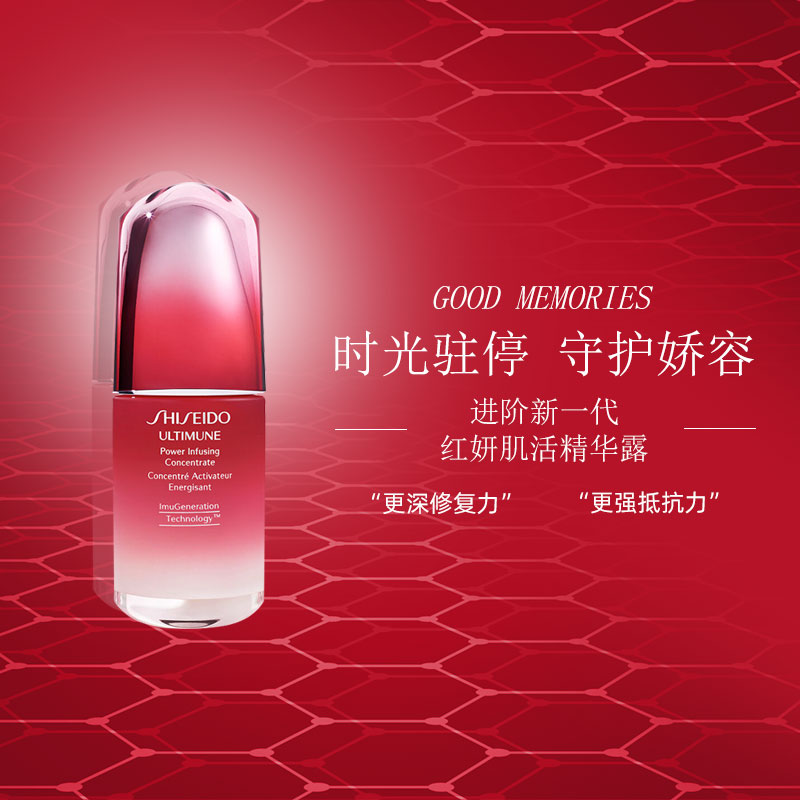 SHISEIDO
ULTIMUNE
Power Infusing
Concentrate
Concentré Activateur
Energisant
ImuGeneration
Technology™
GOOD MEMORIES
时光驻停 守护娇容
进阶新一代
红妍肌活精华露
“更深修复力” “更强抵抗力”